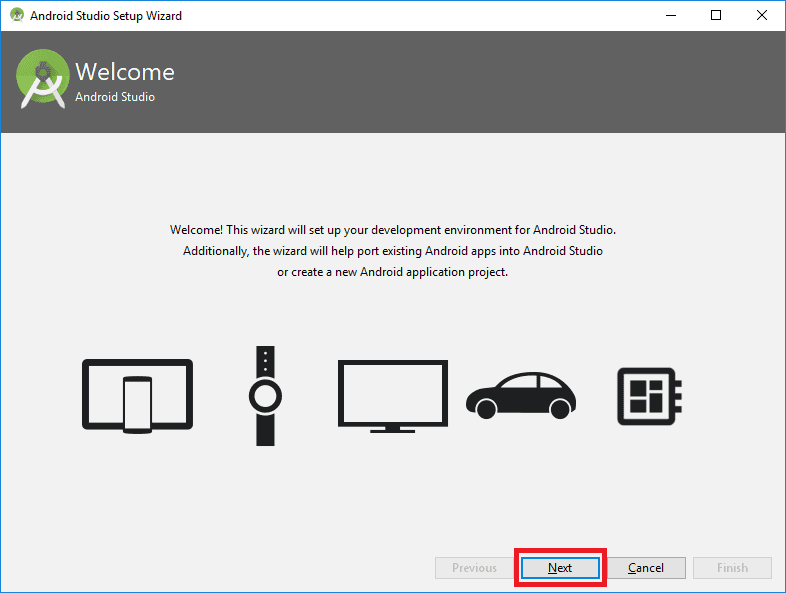 Android Studio Setup Wizard
Welcome
Android Studio
Welcome! This wizard will set up your development environment for Android Studio.
Additionally, the wizard will help port existing Android apps into Android Studio
or create a new Android application project.
Previous Next Cancel Finish